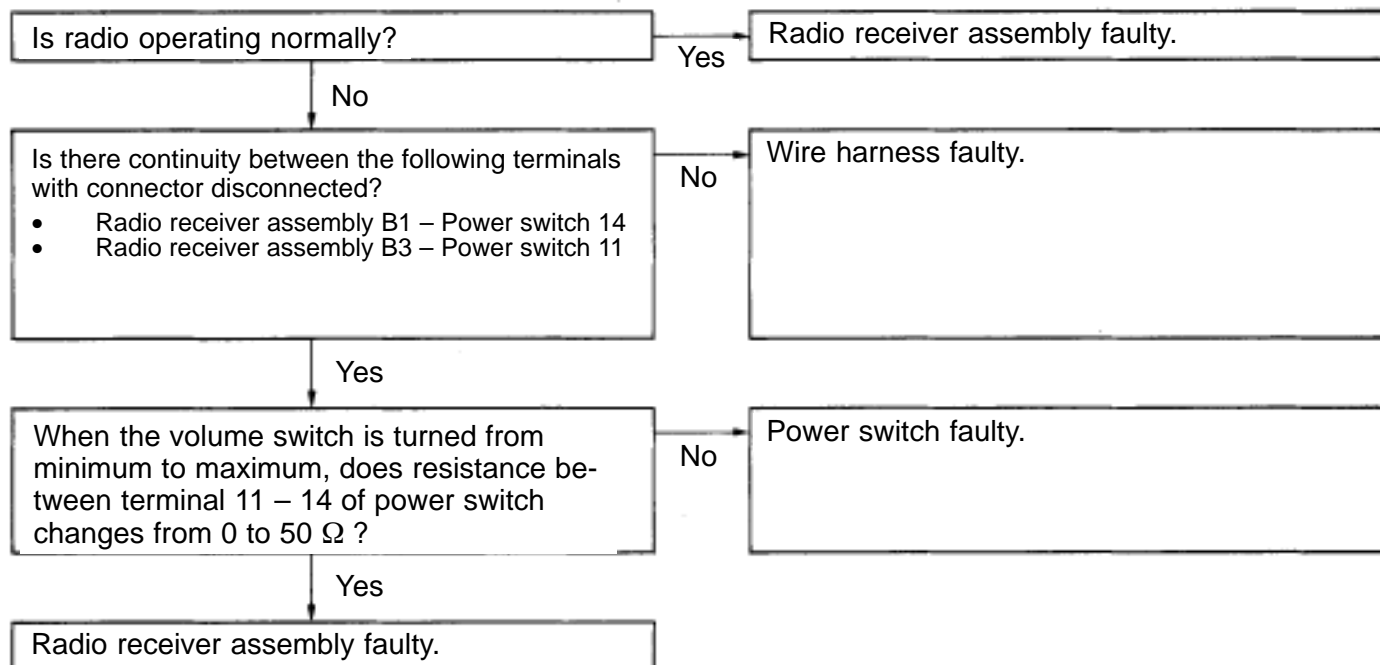 Is radio operating normally?
Yes
Radio receiver assembly faulty.
No
Is there continuity between the following terminals
with connector disconnected?
• Radio receiver assembly B1 – Power switch 14
• Radio receiver assembly B3 – Power switch 11
No
Wire harness faulty.
Yes
When the volume switch is turned from
minimum to maximum, does resistance be-
tween terminal 11 – 14 of power switch
changes from 0 to 50 Ω ?
No
Power switch faulty.
Yes
Radio receiver assembly faulty.